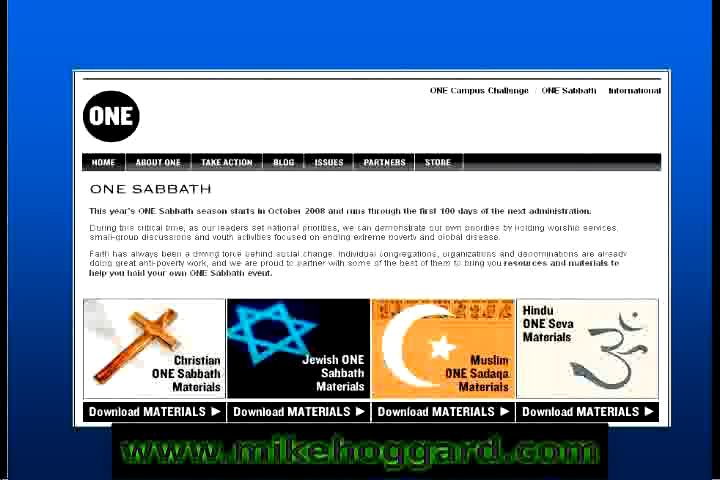 ONE Campus Challenge / ONE Sabbath International
ONE
HOME ABOUT ONE TAKE ACTION BLOG ISSUES PARTNERS STORE
ONE SABBATH
This year's ONE Sabbath season starts in October 2008 and runs through the first 100 days of the next administration.
During this critical time, as our leaders set national priorities, we can demonstrate our own priorities by holding worship services,
small-group discussions and youth activities focused on ending extreme poverty and global disease.
Faith has always been a driving force behind social change. Individual congregations, organizations and denominations are already
doing great anti-poverty work, and we are proud to partner with some of the best of them to bring you resources and materials to
help you hold your own ONE Sabbath event.
Christian
ONE Sabbath
Materials
Jewish ONE
Sabbath
Materials
Muslim
ONE Sadaqa
Materials
Hindu
ONE Seva
Materials
ॐ
Download MATERIALS Download MATERIALS Download MATERIALS Download MATERIALS
www.mikehoggard.com